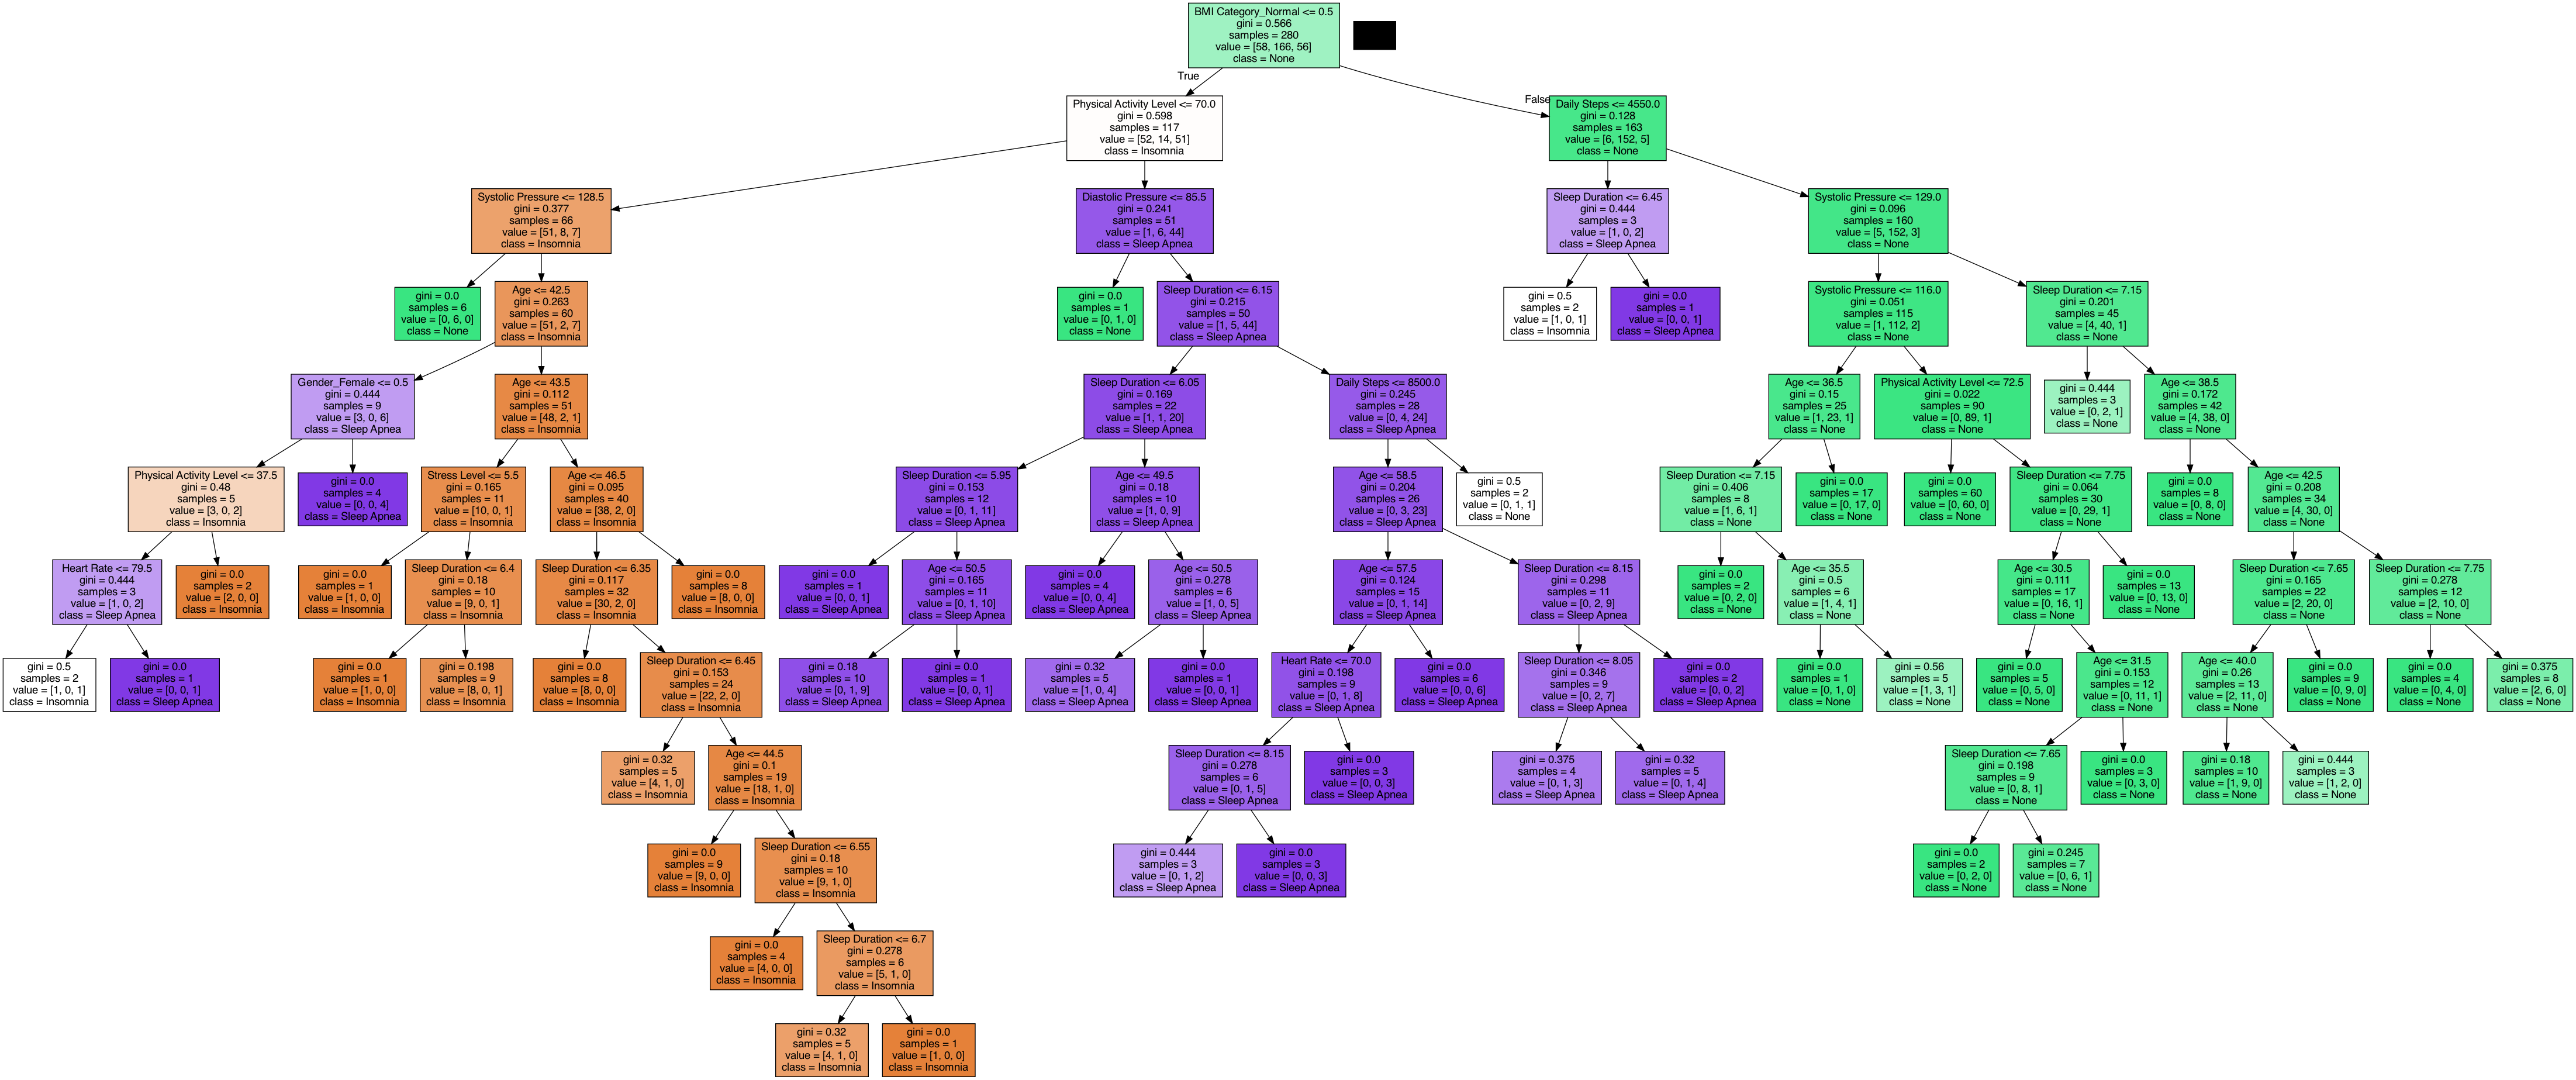 BMI Category_Normal <= 0.5
gini = 0.566
samples = 280
value = [58, 166, 56]
class = None
True
False
Physical Activity Level <= 70.0
gini = 0.598
samples = 117
value = [52, 14, 51]
class = Insomnia
Daily Steps <= 4550.0
gini = 0.128
samples = 163
value = [6, 152, 5]
class = None
Systolic Pressure <= 128.5
gini = 0.377
samples = 66
value = [51, 8, 7]
class = Insomnia
Diastolic Pressure <= 85.5
gini = 0.241
samples = 51
value = [1, 6, 44]
class = Sleep Apnea
Sleep Duration <= 6.45
gini = 0.444
samples = 3
value = [1, 0, 2]
class = Sleep Apnea
Systolic Pressure <= 129.0
gini = 0.096
samples = 160
value = [5, 152, 3]
class = None
gini = 0.0
samples = 6
value = [0, 6, 0]
class = None
Age <= 42.5
gini = 0.263
samples = 60
value = [51, 2, 7]
class = Insomnia
gini = 0.0
samples = 1
value = [0, 1, 0]
class = None
Sleep Duration <= 6.15
gini = 0.215
samples = 50
value = [1, 5, 44]
class = Sleep Apnea
gini = 0.5
samples = 2
value = [1, 0, 1]
class = Insomnia
gini = 0.0
samples = 1
value = [0, 0, 1]
class = Sleep Apnea
Systolic Pressure <= 116.0
gini = 0.051
samples = 115
value = [1, 112, 2]
class = None
Sleep Duration <= 7.15
gini = 0.201
samples = 45
value = [4, 40, 1]
class = None
Gender_Female <= 0.5
gini = 0.444
samples = 9
value = [3, 0, 6]
class = Sleep Apnea
Age <= 43.5
gini = 0.112
samples = 51
value = [48, 2, 1]
class = Insomnia
Sleep Duration <= 6.05
gini = 0.169
samples = 22
value = [1, 1, 20]
class = Sleep Apnea
Daily Steps <= 8500.0
gini = 0.245
samples = 28
value = [0, 4, 24]
class = Sleep Apnea
Age <= 36.5
gini = 0.15
samples = 25
value = [1, 23, 1]
class = None
Physical Activity Level <= 72.5
gini = 0.022
samples = 90
value = [0, 89, 1]
class = None
gini = 0.444
samples = 3
value = [0, 2, 1]
class = None
Age <= 38.5
gini = 0.172
samples = 42
value = [4, 38, 0]
class = None
Physical Activity Level <= 37.5
gini = 0.48
samples = 5
value = [3, 0, 2]
class = Insomnia
gini = 0.0
samples = 4
value = [0, 0, 4]
class = Sleep Apnea
Stress Level <= 5.5
gini = 0.165
samples = 11
value = [10, 0, 1]
class = Insomnia
Age <= 46.5
gini = 0.095
samples = 40
value = [38, 2, 0]
class = Insomnia
Sleep Duration <= 5.95
gini = 0.153
samples = 12
value = [0, 1, 11]
class = Sleep Apnea
Age <= 49.5
gini = 0.18
samples = 10
value = [1, 0, 9]
class = Sleep Apnea
Age <= 58.5
gini = 0.204
samples = 26
value = [0, 3, 23]
class = Sleep Apnea
gini = 0.5
samples = 2
value = [0, 1, 1]
class = None
Sleep Duration <= 7.15
gini = 0.406
samples = 8
value = [1, 6, 1]
class = None
gini = 0.0
samples = 17
value = [0, 17, 0]
class = None
gini = 0.0
samples = 60
value = [0, 60, 0]
class = None
Sleep Duration <= 7.75
gini = 0.064
samples = 30
value = [0, 29, 1]
class = None
gini = 0.0
samples = 8
value = [0, 8, 0]
class = None
Age <= 42.5
gini = 0.208
samples = 34
value = [4, 30, 0]
class = None
Heart Rate <= 79.5
gini = 0.444
samples = 3
value = [1, 0, 2]
class = Sleep Apnea
gini = 0.0
samples = 2
value = [2, 0, 0]
class = Insomnia
gini = 0.0
samples = 1
value = [1, 0, 0]
class = Insomnia
Sleep Duration <= 6.4
gini = 0.18
samples = 10
value = [9, 0, 1]
class = Insomnia
Sleep Duration <= 6.35
gini = 0.117
samples = 32
value = [30, 2, 0]
class = Insomnia
gini = 0.0
samples = 8
value = [8, 0, 0]
class = Insomnia
gini = 0.0
samples = 1
value = [0, 0, 1]
class = Sleep Apnea
Age <= 50.5
gini = 0.165
samples = 11
value = [0, 1, 10]
class = Sleep Apnea
gini = 0.0
samples = 4
value = [0, 0, 4]
class = Sleep Apnea
Age <= 50.5
gini = 0.278
samples = 6
value = [1, 0, 5]
class = Sleep Apnea
Age <= 57.5
gini = 0.124
samples = 15
value = [0, 1, 14]
class = Sleep Apnea
Sleep Duration <= 8.15
gini = 0.298
samples = 11
value = [0, 2, 9]
class = Sleep Apnea
gini = 0.0
samples = 2
value = [0, 2, 0]
class = None
Age <= 35.5
gini = 0.5
samples = 6
value = [1, 4, 1]
class = None
Age <= 30.5
gini = 0.111
samples = 17
value = [0, 16, 1]
class = None
gini = 0.0
samples = 13
value = [0, 13, 0]
class = None
Sleep Duration <= 7.65
gini = 0.165
samples = 22
value = [2, 20, 0]
class = None
Sleep Duration <= 7.75
gini = 0.278
samples = 12
value = [2, 10, 0]
class = None
gini = 0.5
samples = 2
value = [1, 0, 1]
class = Insomnia
gini = 0.0
samples = 1
value = [0, 0, 1]
class = Sleep Apnea
gini = 0.0
samples = 1
value = [1, 0, 0]
class = Insomnia
gini = 0.198
samples = 9
value = [8, 0, 1]
class = Insomnia
gini = 0.0
samples = 8
value = [8, 0, 0]
class = Insomnia
Sleep Duration <= 6.45
gini = 0.153
samples = 24
value = [22, 2, 0]
class = Insomnia
gini = 0.18
samples = 10
value = [0, 1, 9]
class = Sleep Apnea
gini = 0.0
samples = 1
value = [0, 0, 1]
class = Sleep Apnea
gini = 0.32
samples = 5
value = [1, 0, 4]
class = Sleep Apnea
gini = 0.0
samples = 1
value = [0, 0, 1]
class = Sleep Apnea
Heart Rate <= 70.0
gini = 0.198
samples = 9
value = [0, 1, 8]
class = Sleep Apnea
gini = 0.0
samples = 6
value = [0, 0, 6]
class = Sleep Apnea
Sleep Duration <= 8.05
gini = 0.346
samples = 9
value = [0, 2, 7]
class = Sleep Apnea
gini = 0.0
samples = 2
value = [0, 0, 2]
class = Sleep Apnea
gini = 0.0
samples = 1
value = [0, 1, 0]
class = None
gini = 0.56
samples = 5
value = [1, 3, 1]
class = None
gini = 0.0
samples = 5
value = [0, 5, 0]
class = None
Age <= 31.5
gini = 0.153
samples = 12
value = [0, 11, 1]
class = None
Age <= 40.0
gini = 0.26
samples = 13
value = [2, 11, 0]
class = None
gini = 0.0
samples = 9
value = [0, 9, 0]
class = None
gini = 0.0
samples = 4
value = [0, 4, 0]
class = None
gini = 0.375
samples = 8
value = [2, 6, 0]
class = None
gini = 0.32
samples = 5
value = [4, 1, 0]
class = Insomnia
Age <= 44.5
gini = 0.1
samples = 19
value = [18, 1, 0]
class = Insomnia
Sleep Duration <= 8.15
gini = 0.278
samples = 6
value = [0, 1, 5]
class = Sleep Apnea
gini = 0.0
samples = 3
value = [0, 0, 3]
class = Sleep Apnea
gini = 0.375
samples = 4
value = [0, 1, 3]
class = Sleep Apnea
gini = 0.32
samples = 5
value = [0, 1, 4]
class = Sleep Apnea
Sleep Duration <= 7.65
gini = 0.198
samples = 9
value = [0, 8, 1]
class = None
gini = 0.0
samples = 3
value = [0, 3, 0]
class = None
gini = 0.18
samples = 10
value = [1, 9, 0]
class = None
gini = 0.444
samples = 3
value = [1, 2, 0]
class = None
gini = 0.0
samples = 9
value = [9, 0, 0]
class = Insomnia
Sleep Duration <= 6.55
gini = 0.18
samples = 10
value = [9, 1, 0]
class = Insomnia
gini = 0.444
samples = 3
value = [0, 1, 2]
class = Sleep Apnea
gini = 0.0
samples = 3
value = [0, 0, 3]
class = Sleep Apnea
gini = 0.0
samples = 2
value = [0, 2, 0]
class = None
gini = 0.245
samples = 7
value = [0, 6, 1]
class = None
gini = 0.0
samples = 4
value = [4, 0, 0]
class = Insomnia
Sleep Duration <= 6.7
gini = 0.278
samples = 6
value = [5, 1, 0]
class = Insomnia
gini = 0.32
samples = 5
value = [4, 1, 0]
class = Insomnia
gini = 0.0
samples = 1
value = [1, 0, 0]
class = Insomnia